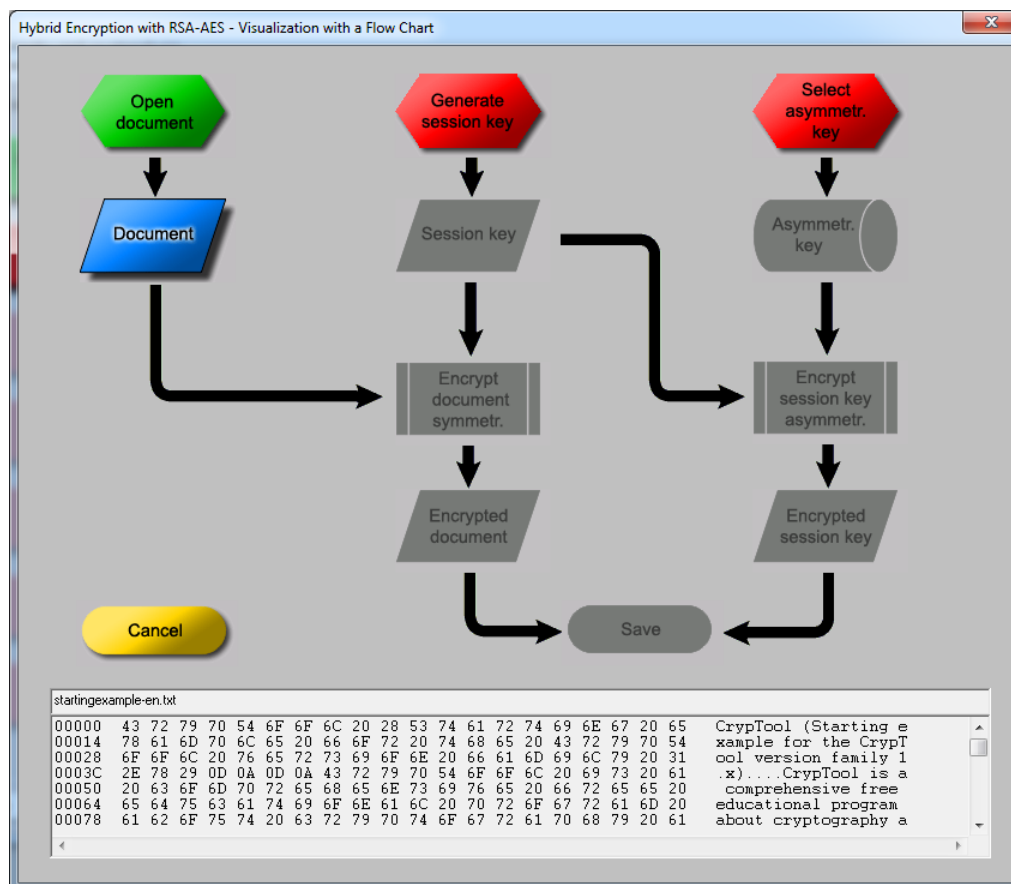 Hybrid Encryption with RSA-AES - Visualization with a Flow Chart
Open
document
Generate
session key
Select
asymmetr.
key
Document
Session key
Asymmetr.
key
Encrypt
document
symmetr.
Encrypt
session key
asymmetr.
Encrypted
document
Encrypted
session key
Cancel
Save
startingexample-en.txt
00000 43 72 79 70 54 6F 6F 6C 20 28 53 74 61 72 74 69 6E 67 20 65 CrypTool (Starting e
00014 78 61 6D 70 6C 65 20 66 6F 72 20 74 68 65 20 43 72 79 70 54 xample for the CrypT
00028 6F 6F 6C 20 76 65 72 73 69 6F 6E 20 66 61 6D 69 6C 79 20 31 ool version family 1
0003C 2E 78 29 0D 0A 0D 0A 43 72 79 70 54 6F 6F 6C 20 69 73 20 61 .x)....CrypTool is a
00050 20 63 6F 6D 70 72 65 68 65 6E 73 69 76 65 20 66 72 65 65 20 comprehensive free
00064 65 64 75 63 61 74 69 6F 6E 61 6C 20 70 72 6F 67 72 61 6D 20 educational program
00078 61 62 6F 75 74 20 63 72 79 70 74 6F 67 72 61 70 68 79 20 61 about cryptography a